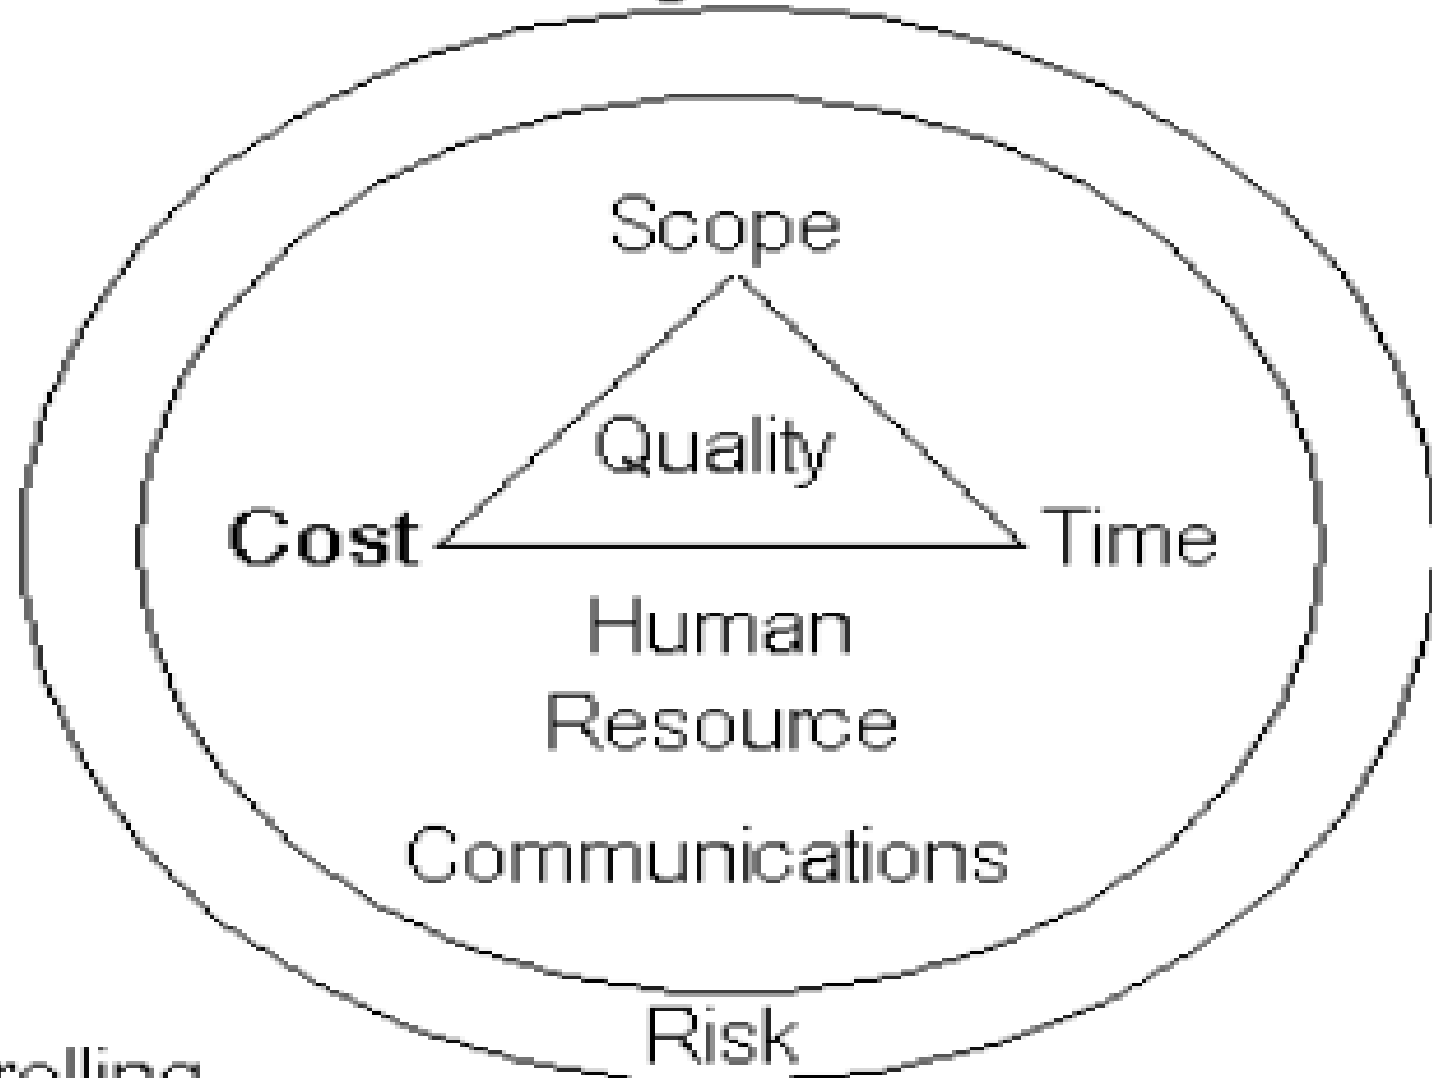 Scope
Quality
Cost
Time
Human
Resource
Communications
Risk